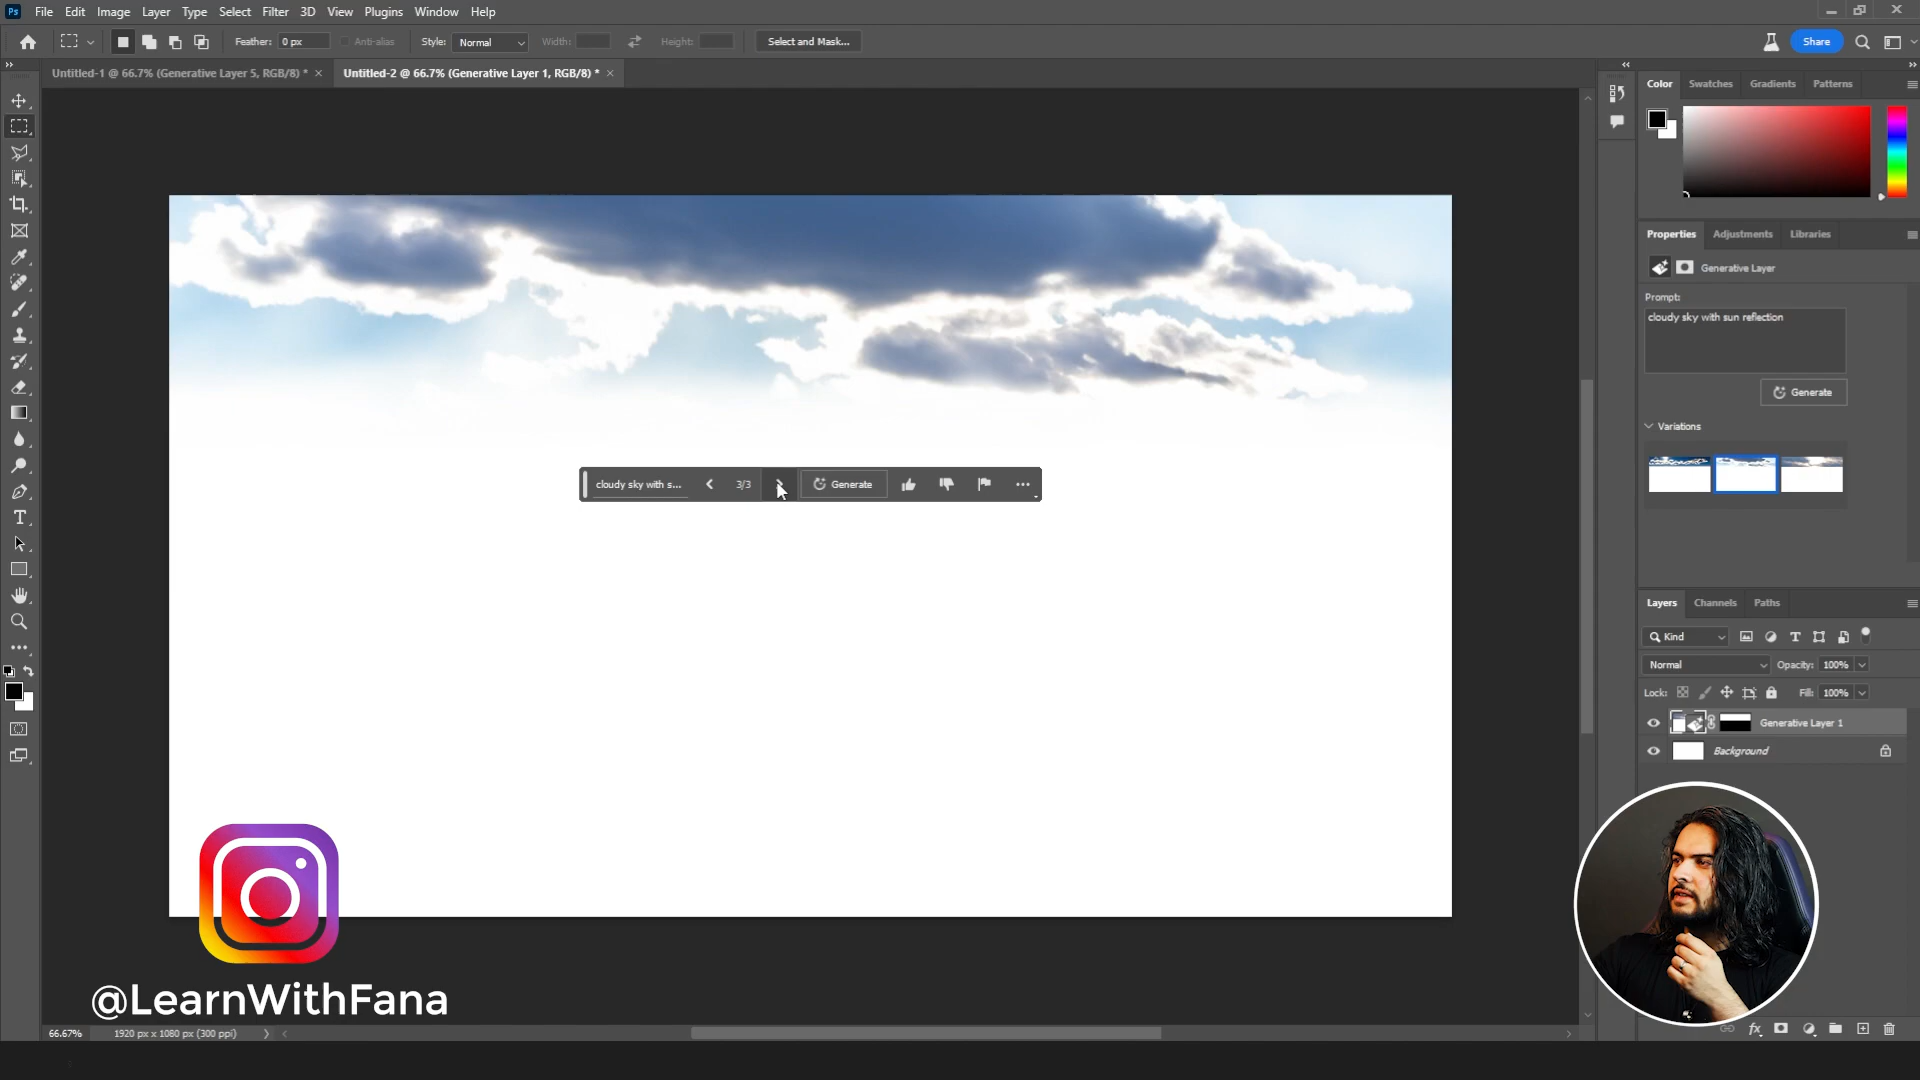 Ps File Edit Image Layer Type Select Filter 3D View Plugins Window Help
Feather: 0 px Anti-alias Style: Normal Width: Height: Select and Mask... Share
Untitled-1 @ 66.7% (Generative Layer 5, RGB/8) * × Untitled-2 @ 66.7% (Generative Layer 1, RGB/8) * ×
Color Swatches Gradients Patterns
Properties Adjustments Libraries
Generative Layer
Prompt:
cloudy sky with sun reflection
Generate
Variations
cloudy sky with s... 3/3 Generate
Layers Channels Paths
Kind
Normal Opacity: 100%
Lock: Fill: 100%
Generative Layer 1
Background
@LearnWithFana
66.67% 1920 px x 1080 px (300 ppi)
fx